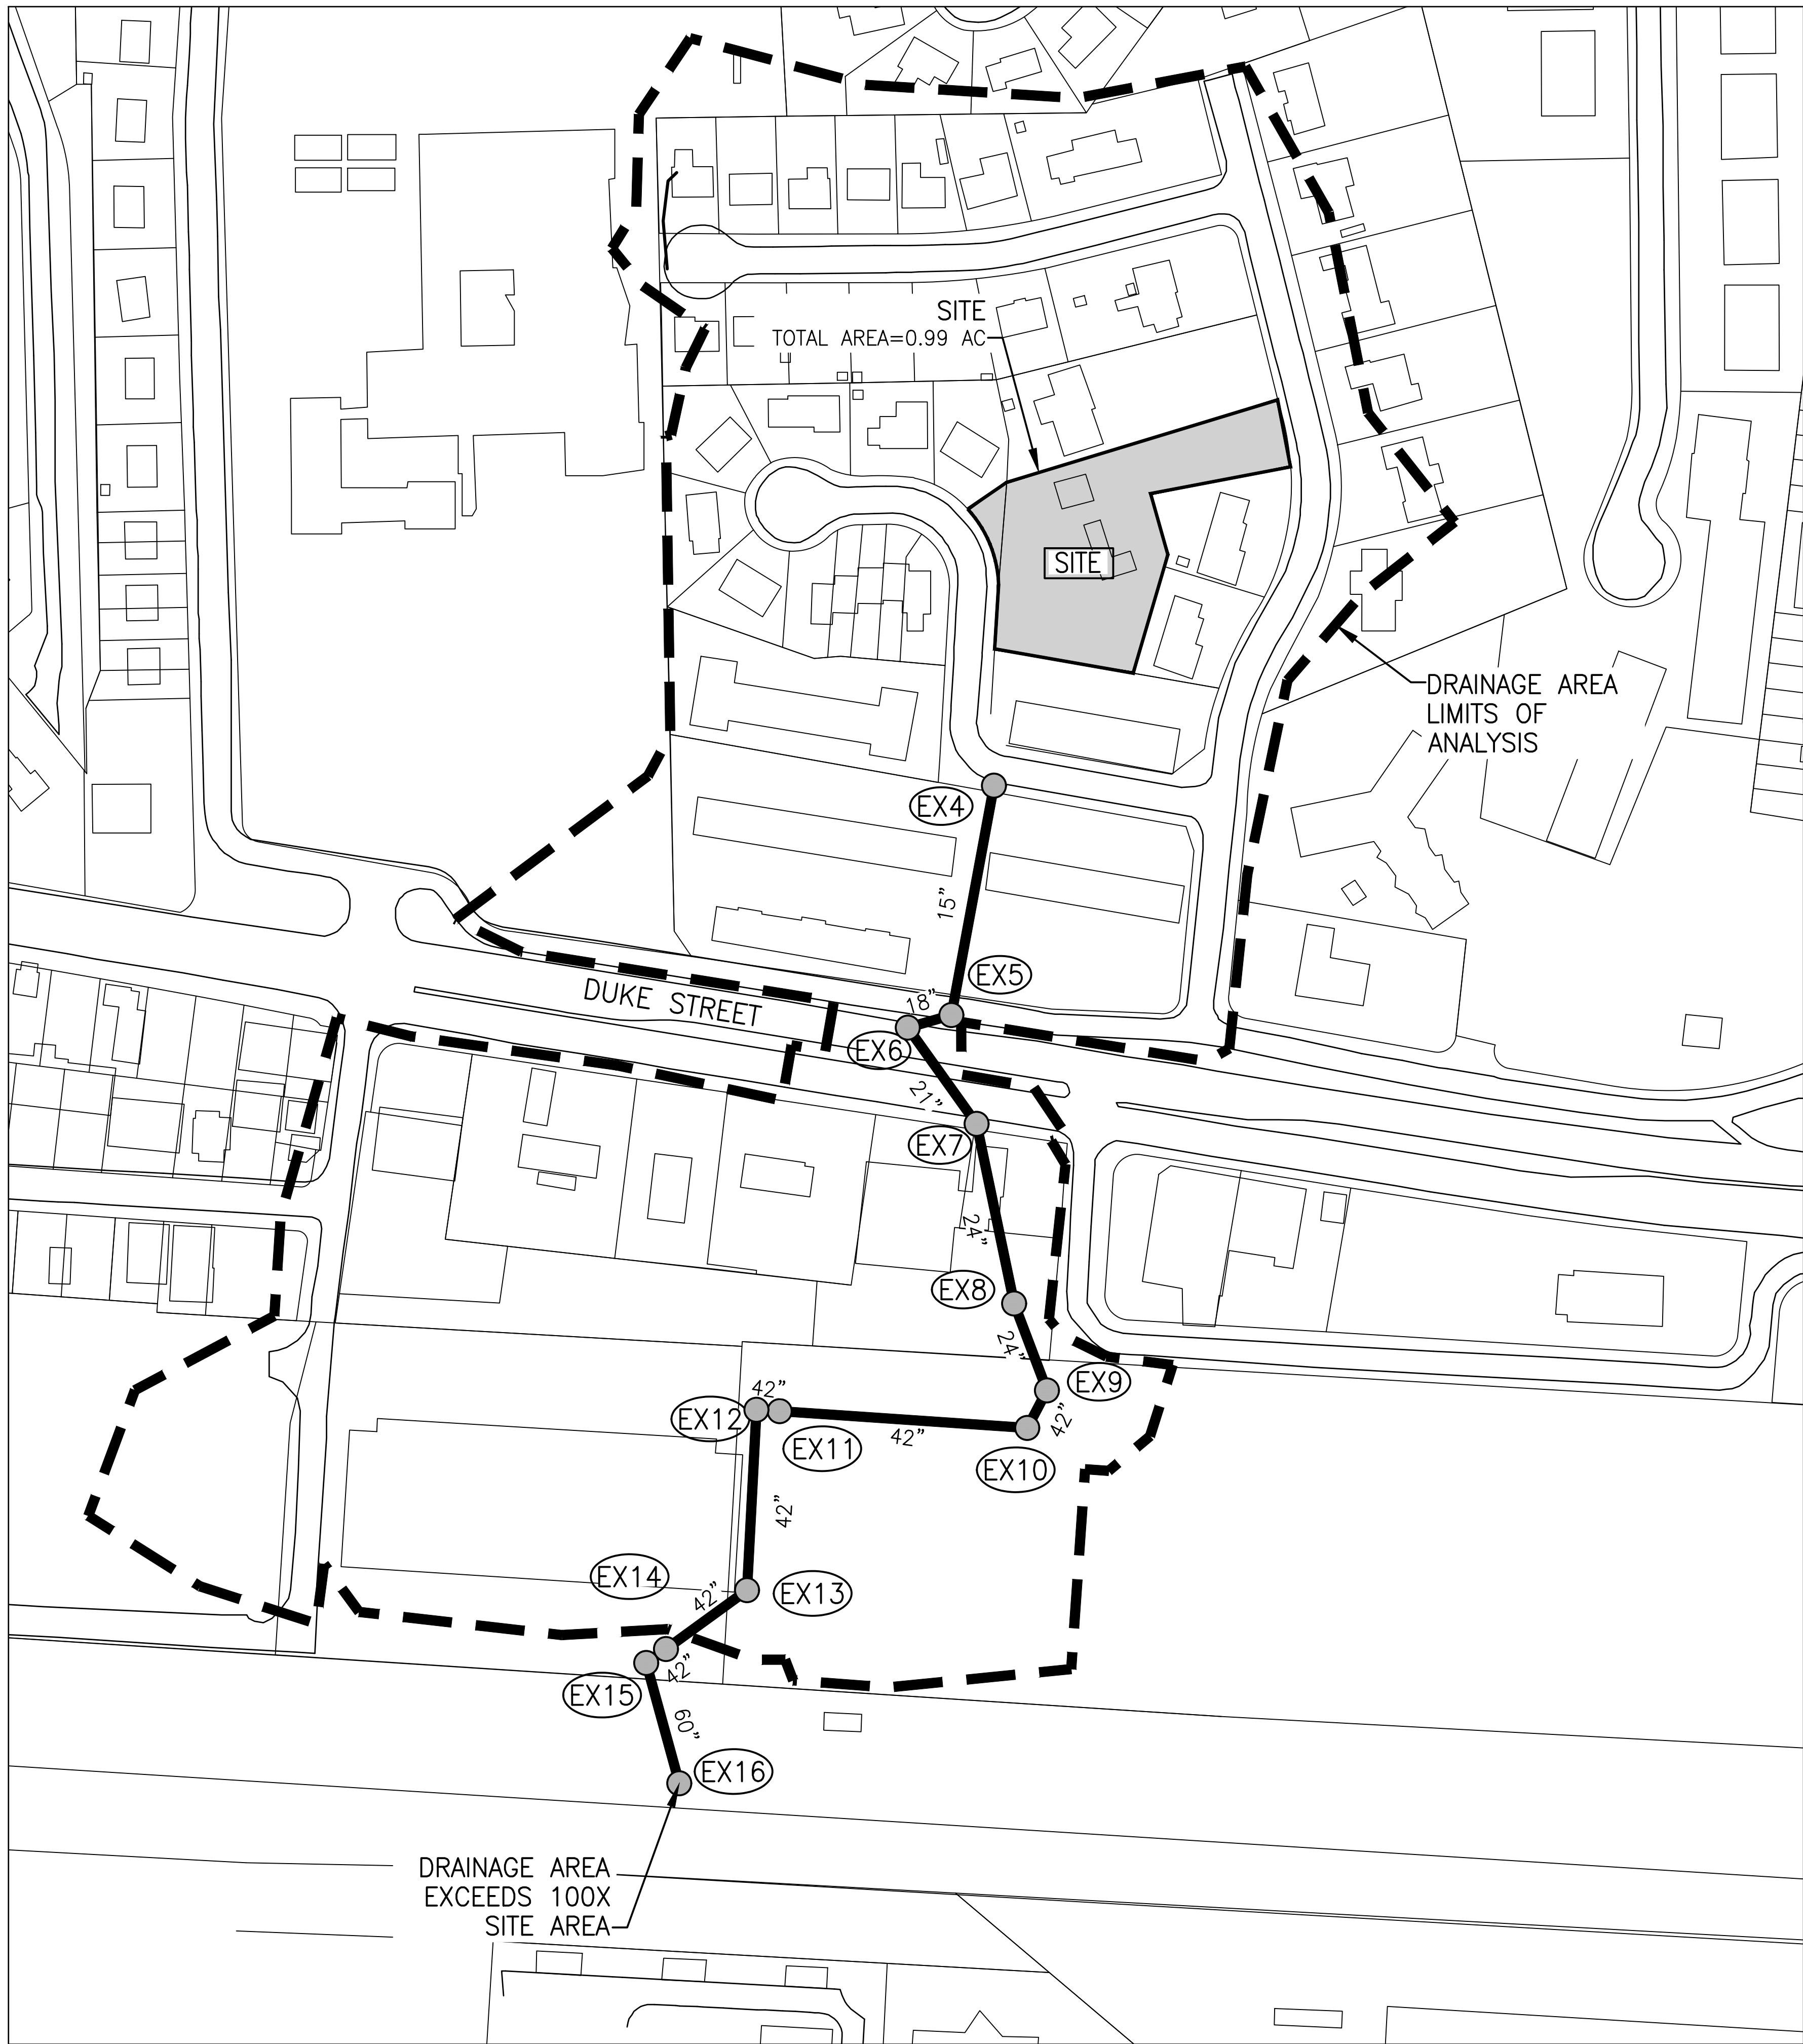 SITE
TOTAL AREA=0.99 AC
SITE
DRAINAGE AREA
LIMITS OF
ANALYSIS
EX4
15"
EX5
18"
DUKE STREET
EX6
21"
EX7
24"
EX8
24"
EX9
42"
42"
EX12
42"
EX11
EX10
42"
EX14
42"
EX13
42"
EX15
60"
EX16
DRAINAGE AREA
EXCEEDS 100X
SITE AREA